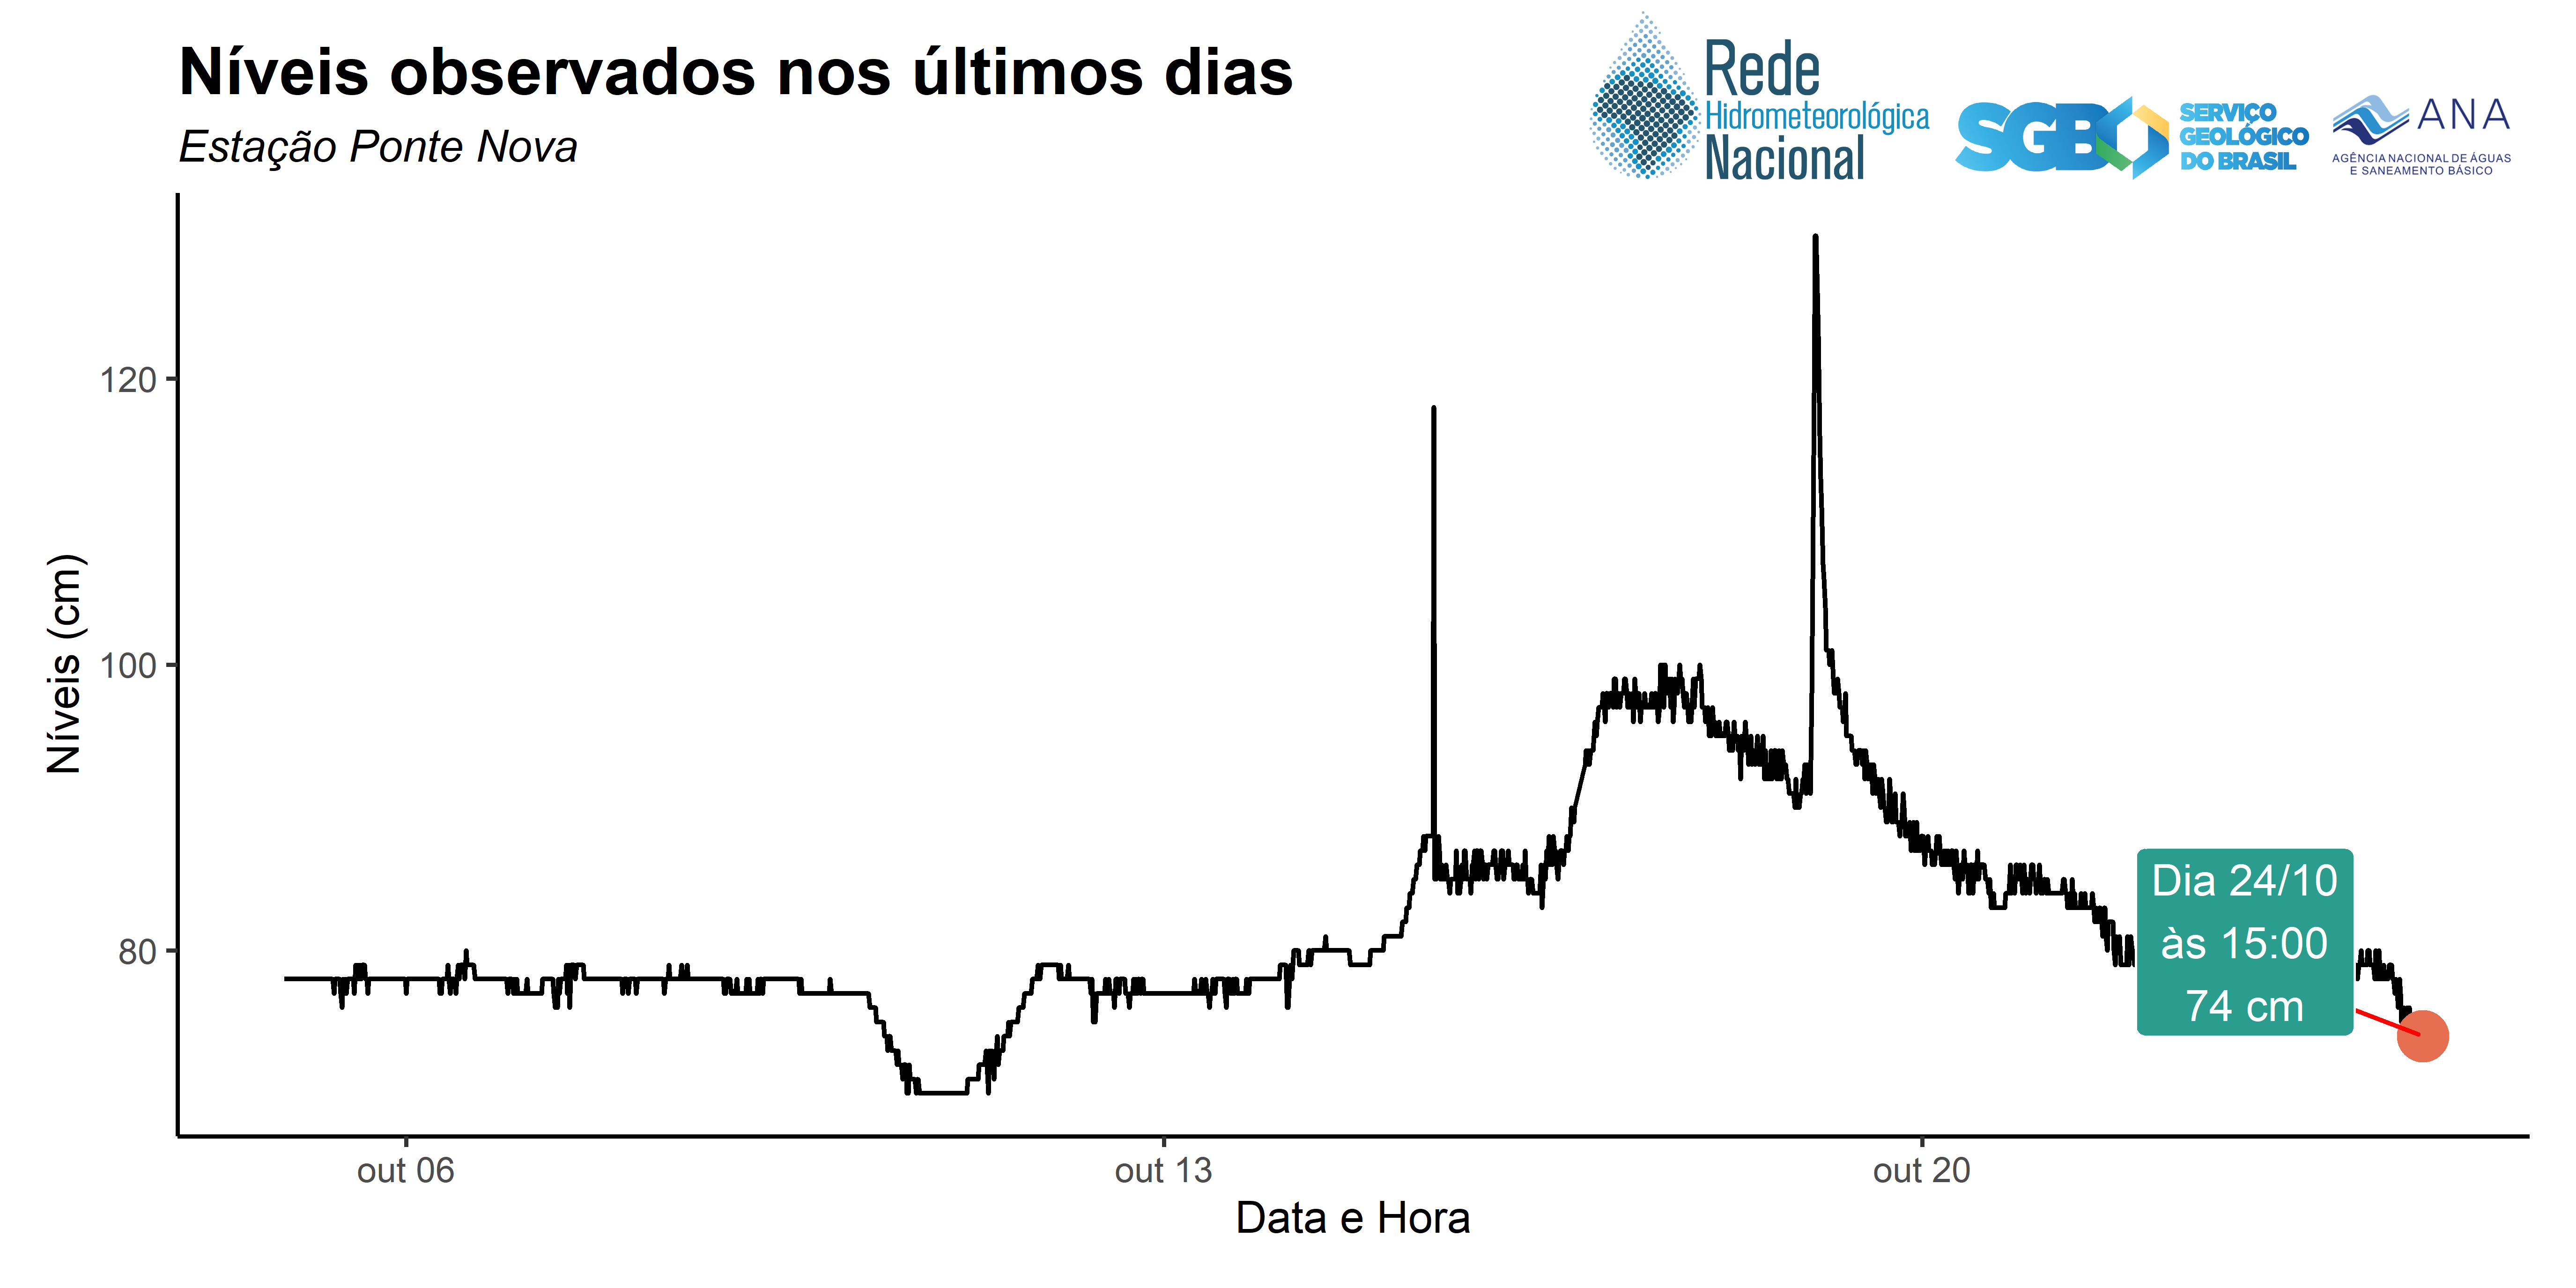 Níveis observados nos últimos dias
Estação Ponte Nova
Rede
Hidrometeorológica
Nacional
SGB
SERVIÇO
GEOLÓGICO
DO BRASIL
ANA
AGÊNCIA NACIONAL DE ÁGUAS
E SANEAMENTO BÁSICO
Níveis (cm)
120
100
80
Dia 24/10
às 15:00
74 cm
out 06
out 13
out 20
Data e Hora